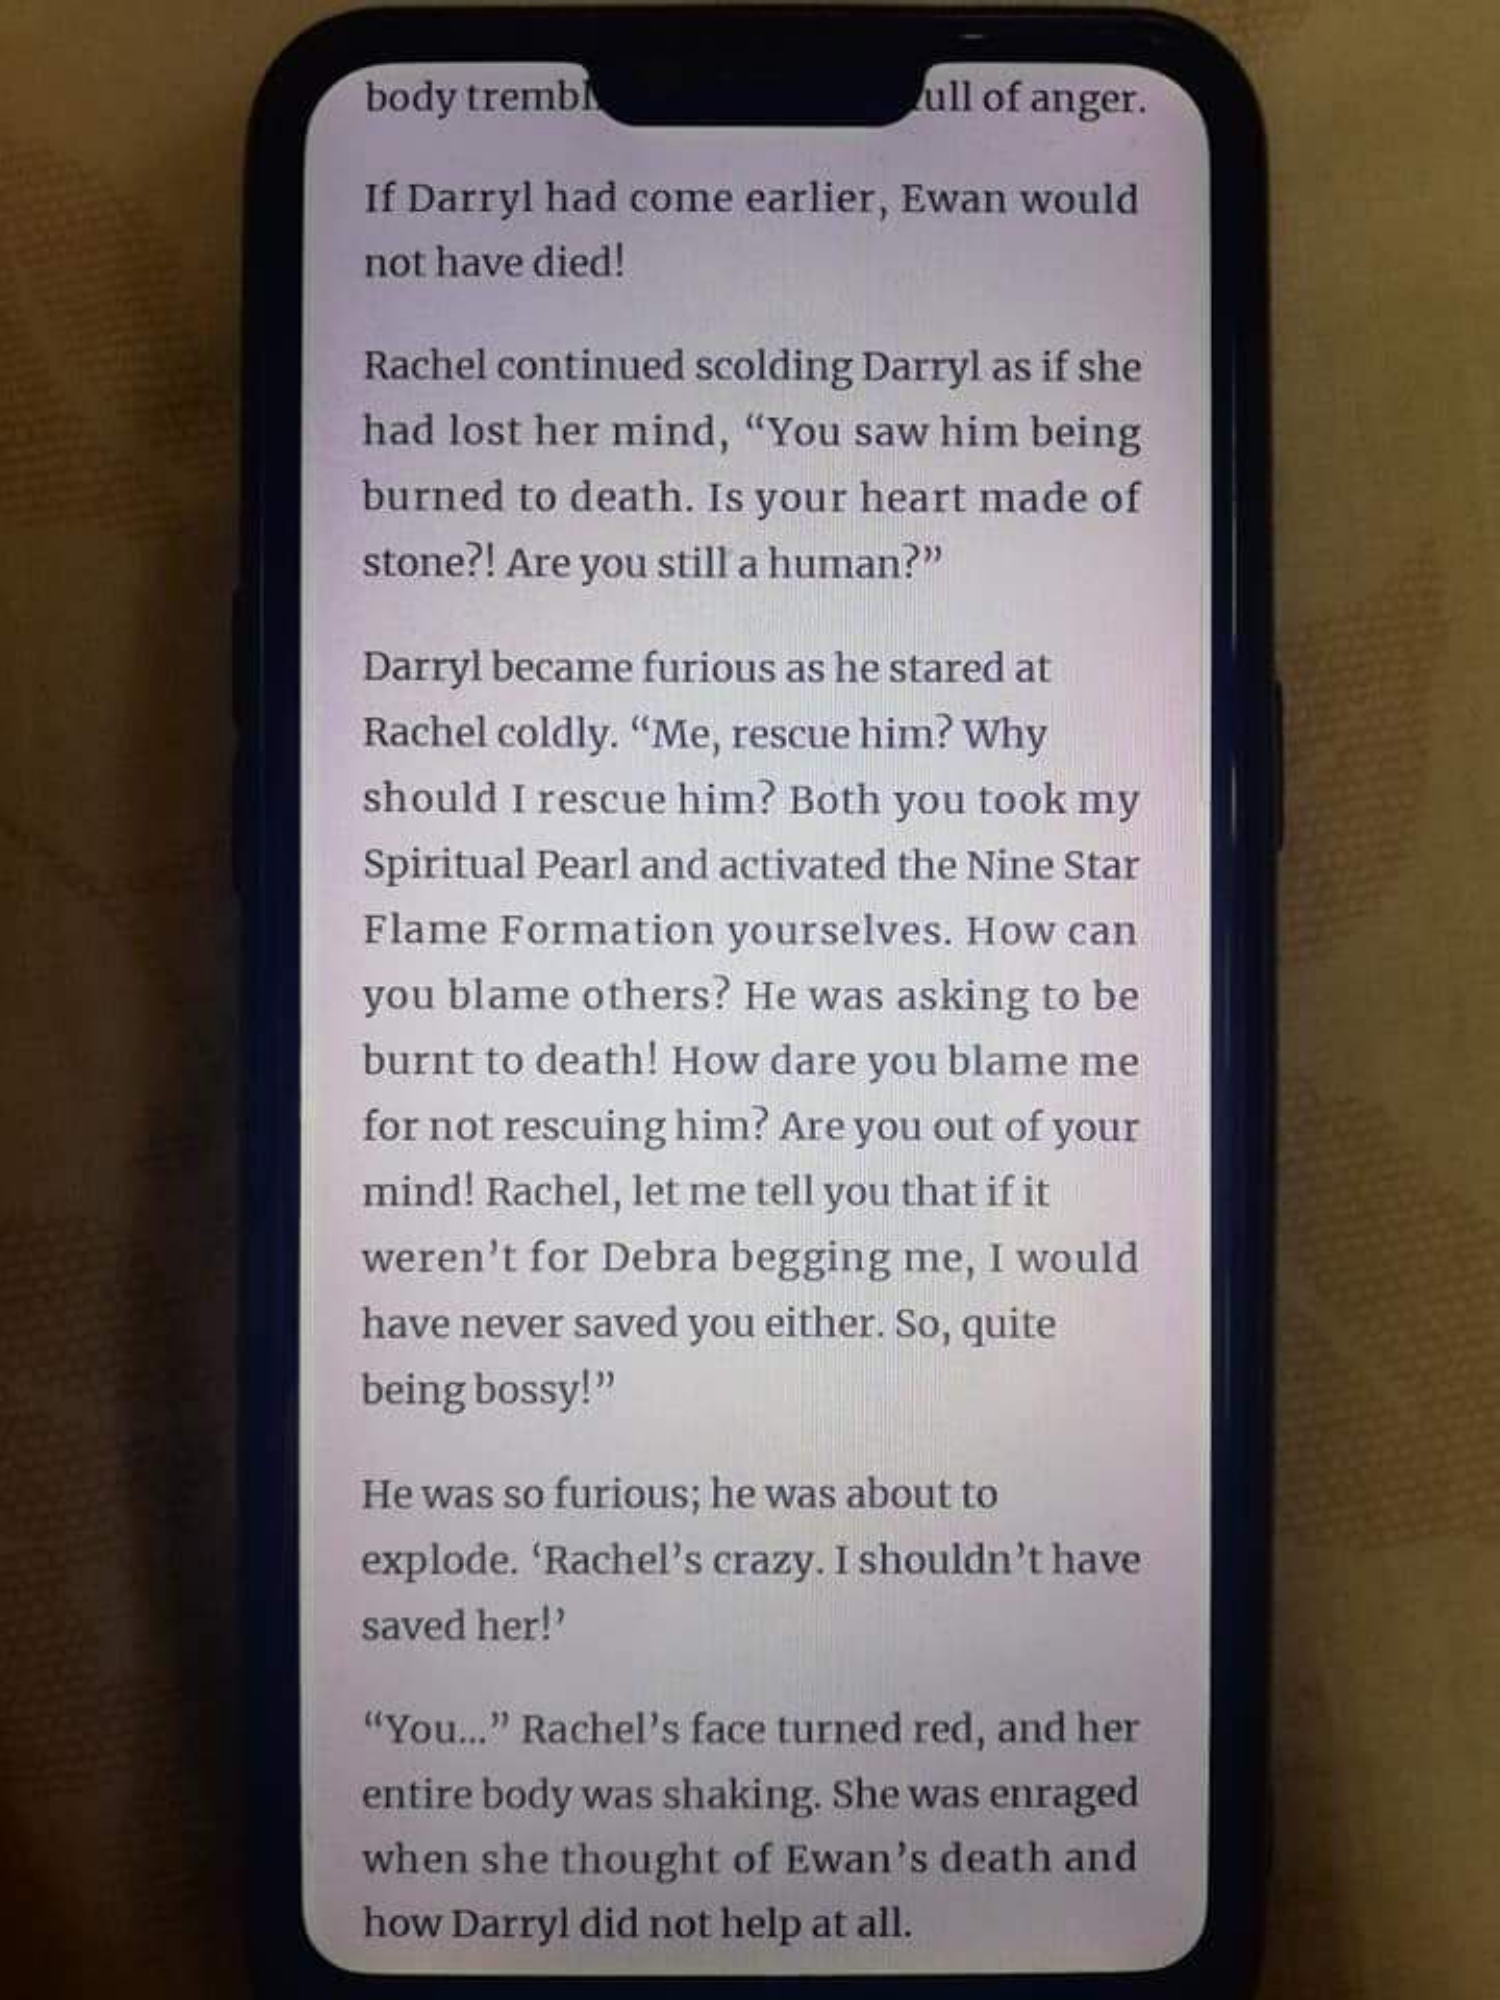 body
of anger.
If Darryl had come earlier, Ewan would
not have died!
Rachel continued scolding Darryl as if she
had lost her mind, “You saw him being
burned to death. Is your heart made of
stone?! Are you still a human?”
Darryl became furious as he stared at
Rachel coldly. “Me, rescue him? Why
should I rescue him? Both you took my
Spiritual Pearl and activated the Nine Star
Flame Formation yourselves. How can
you blame others? He was asking to be
burnt to death! How dare you blame me
for not rescuing him? Are you out of your
mind! Rachel, let me tell you that if it
weren’t for Debra begging me, I would
have never saved you either. So, quite
being bossy!”
He was so furious; he was about to
explode. ‘Rachel’s crazy. I shouldn’t have
saved her!’
“You...” Rachel’s face turned red, and her
entire body was shaking. She was enraged
when she thought of Ewan’s death and
how Darryl did not help at all.